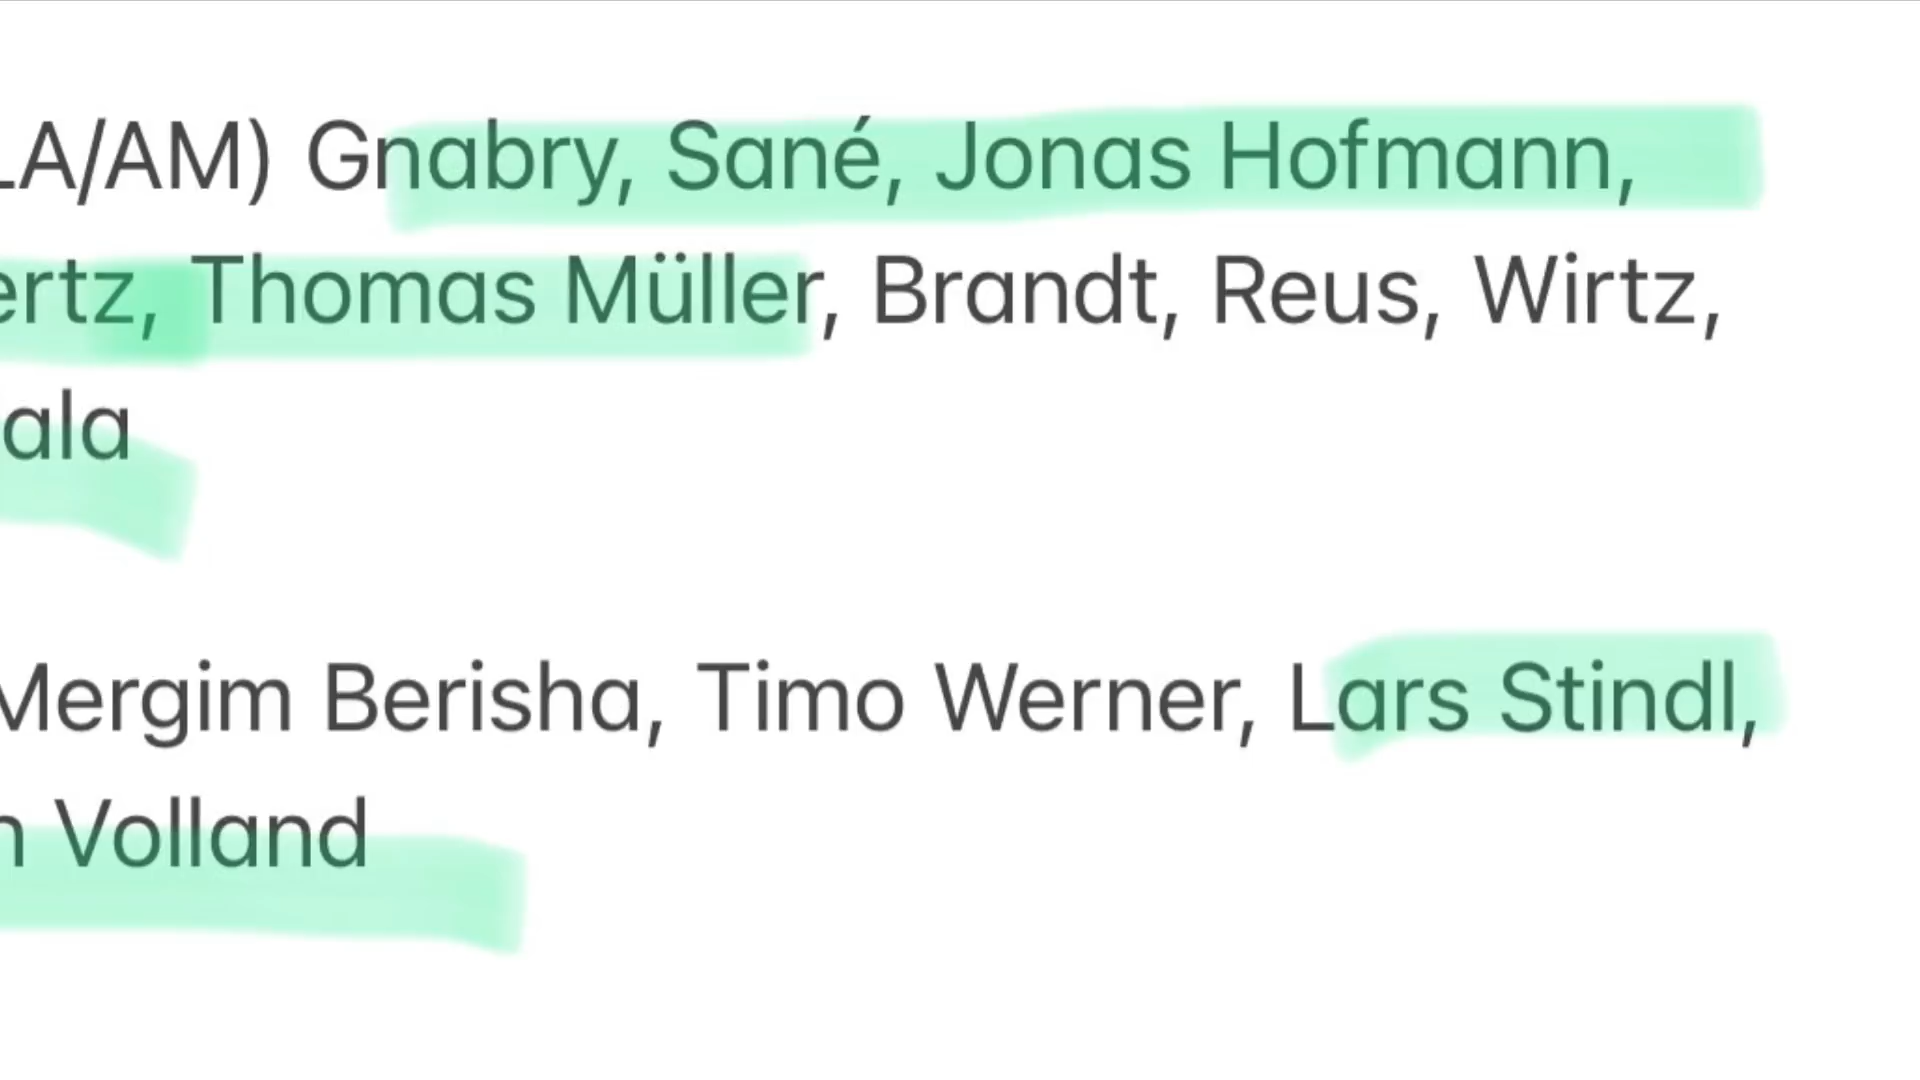 LA/AM) Gnabry, Sané, Jonas Hofmann,
ertz, Thomas Müller, Brandt, Reus, Wirtz,
ala
Mergim Berisha, Timo Werner, Lars Stindl,
n Volland